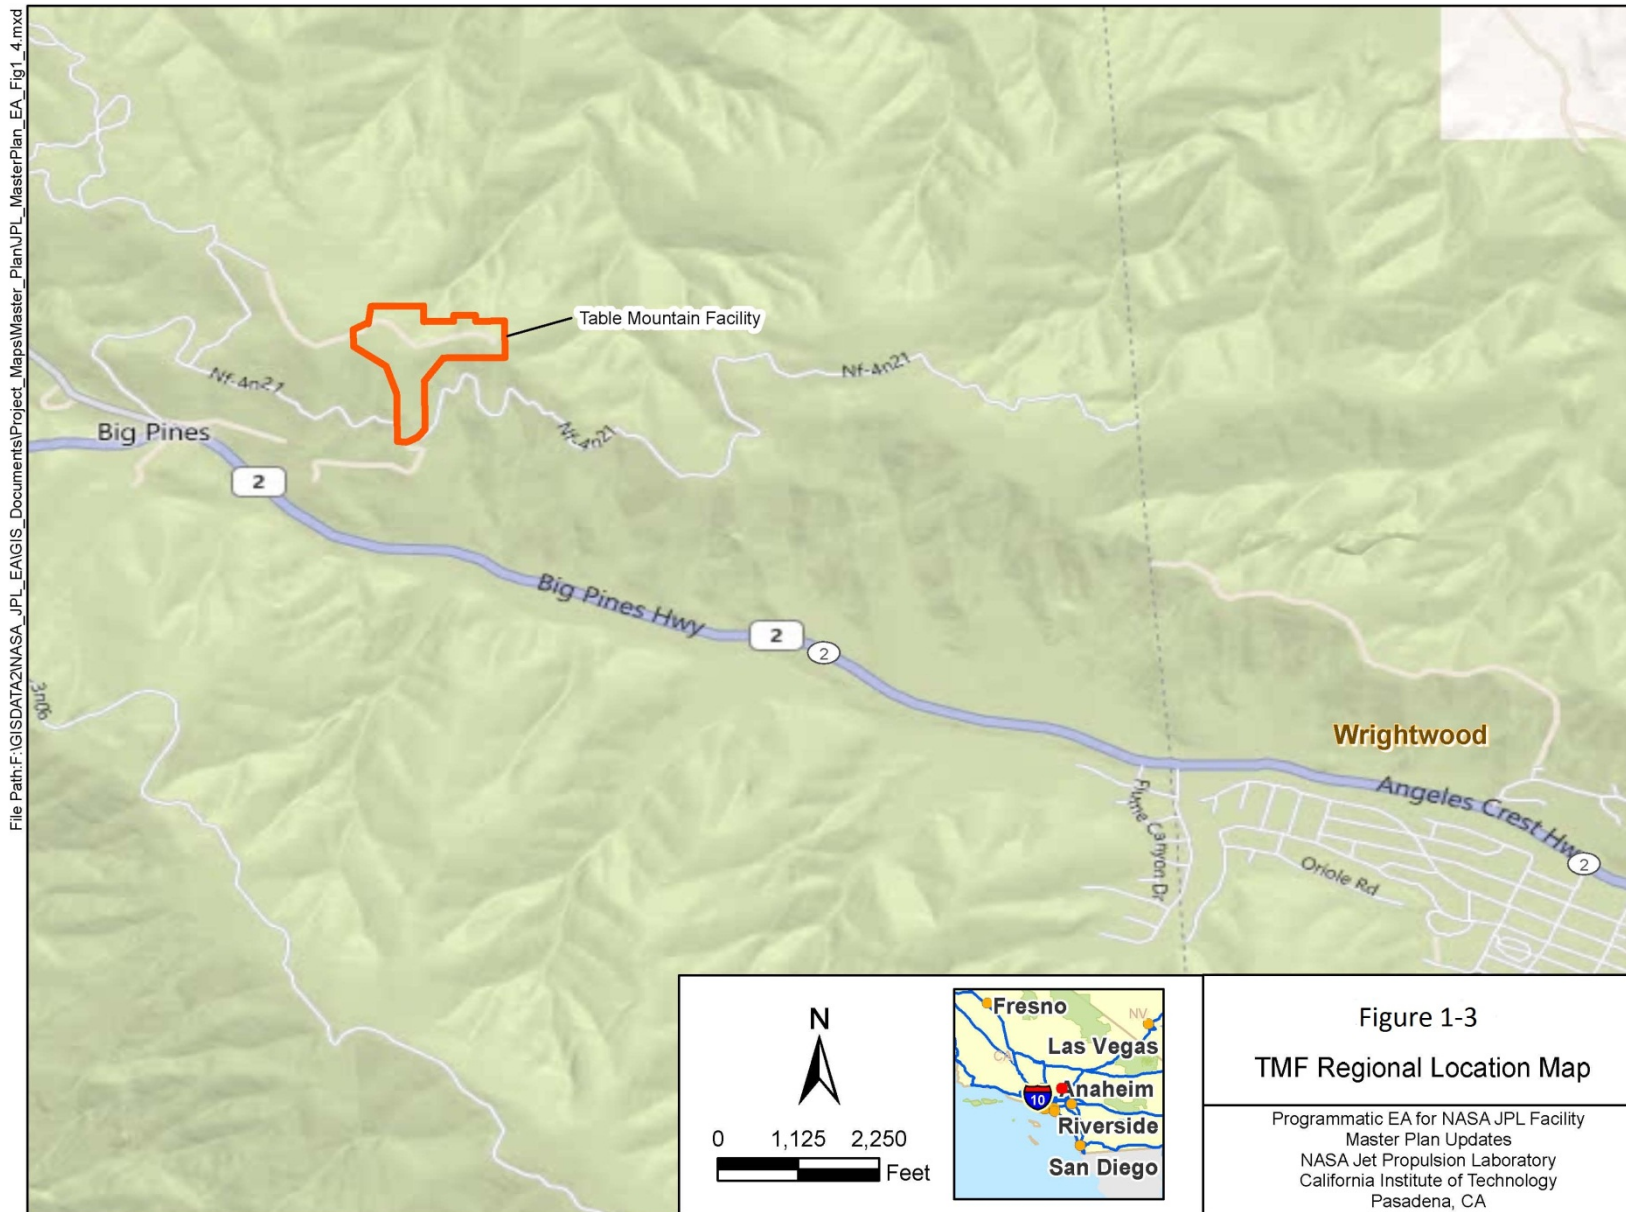 File Path:F:\GISDATA2\NASA_JPL_EA\GIS_Documents\Project_Maps\Master_Plan\JPL_MasterPlan_EA_Fig1_4.mxd
Table Mountain Facility
Nf-4n21
Nf-4n21
Nf-4n21
Big Pines
2
Big Pines Hwy
2
2
3n06
Wrightwood
Angeles Crest Hwy
2
Flume Canyon Dr
Oriole Rd
N
0 1,125 2,250
Feet
Fresno
NV
Las Vegas
CA
Anaheim
10
Riverside
San Diego
Figure 1-3
TMF Regional Location Map
Programmatic EA for NASA JPL Facility
Master Plan Updates
NASA Jet Propulsion Laboratory
California Institute of Technology
Pasadena, CA